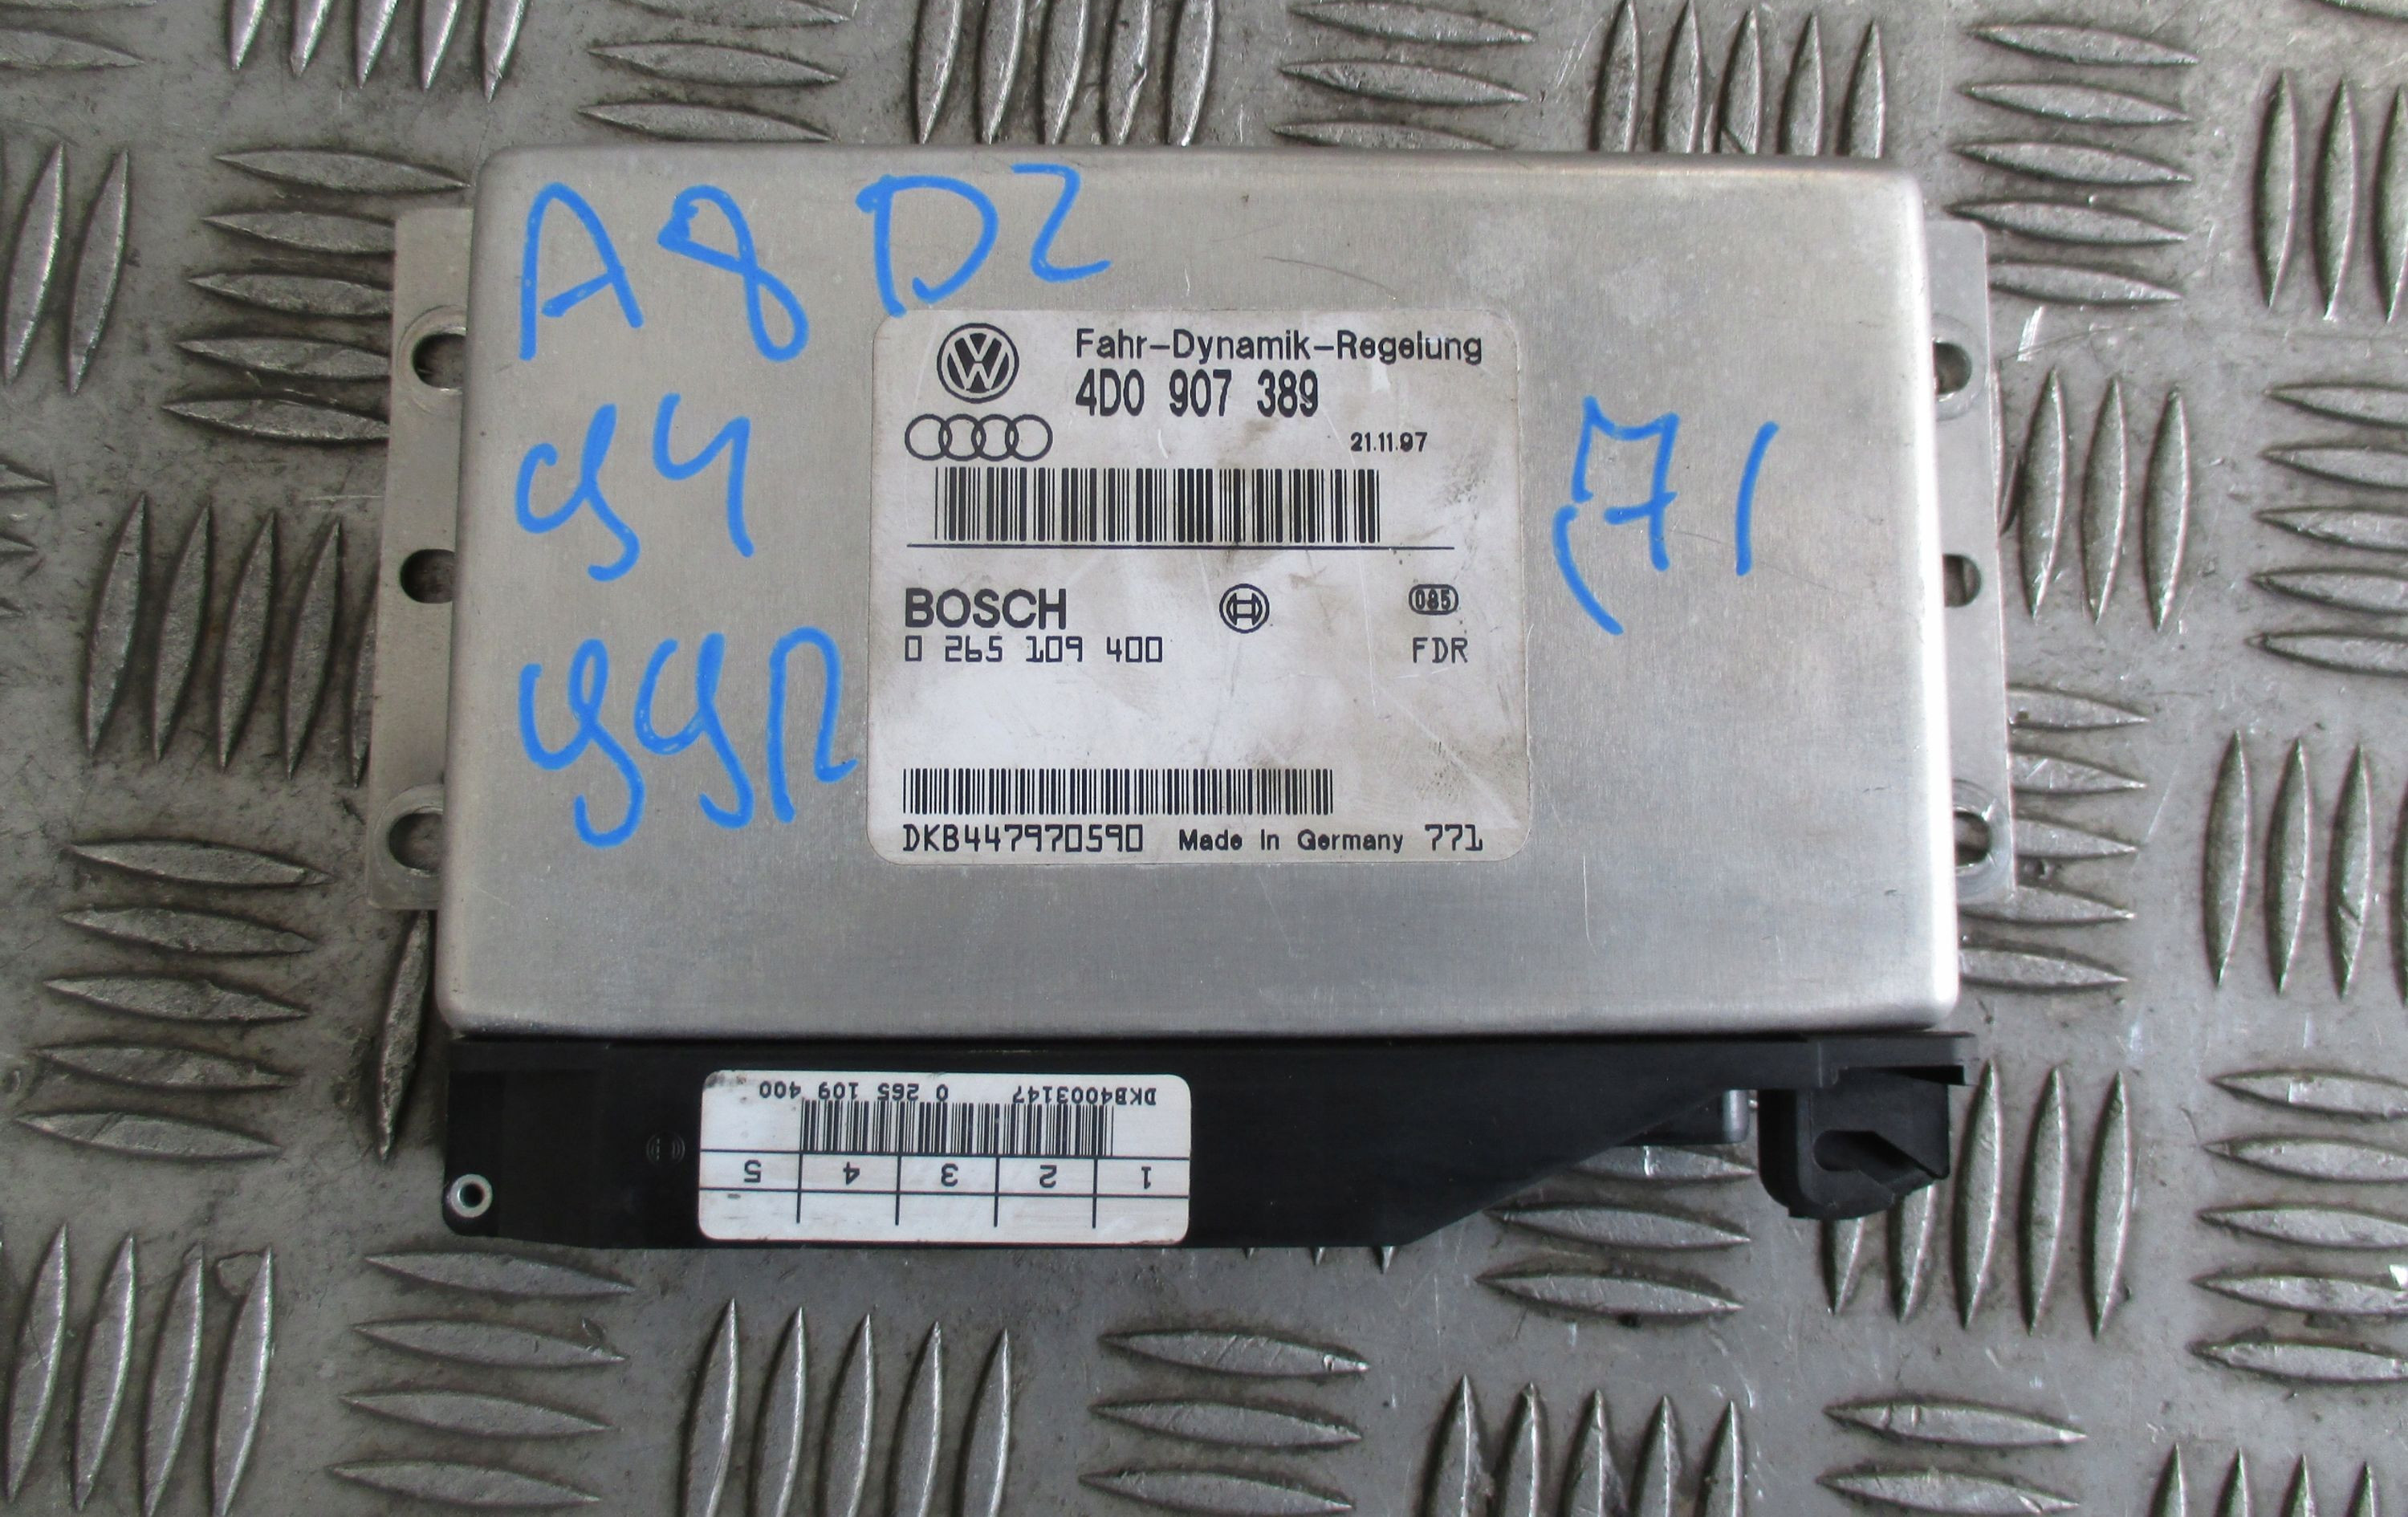 A8 D2
94
99R
71
Fahr-Dynamik-Regelung
4D0 907 389
21.11.97
BOSCH
085
0 265 109 400
FDR
DKB447970590 Made In Germany 771
DKB4003147 0 265 109 400
1 2 3 4 5